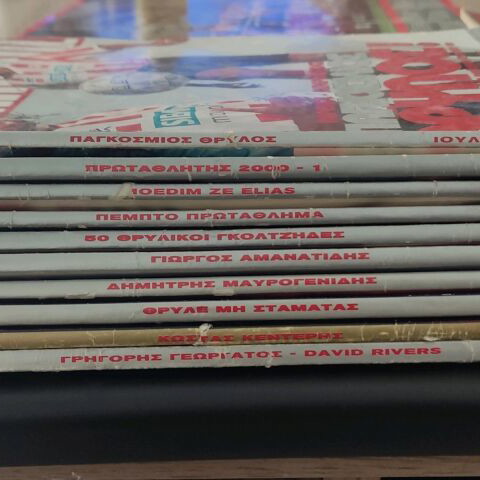 ΠΑΓΚΟΣΜΙΟΣ ΘΡΥΛΟΣ ΙΟΥΛ
ΠΡΩΤΑΘΛΗΤΗΣ 2000 - 1
ΙΟΕDΙΜ ΖΕ ELIAS
ΠΕΜΠΤΟ ΠΡΩΤΑΘΛΗΜΑ
50 ΘΡΥΛΙΚΟΙ ΓΚΟΛΤΖΗΔΕΣ
ΓΙΩΡΓΟΣ ΑΜΑΝΑΤΙΔΗΣ
ΔΗΜΗΤΡΗΣ ΜΑΥΡΟΓΕΝΙΔΗΣ
ΘΡΥΛΕ ΜΗ ΣΤΑΜΑΤΑΣ
ΚΩΣΤΑΣ ΚΕΝΤΕΡΗΣ
ΓΡΗΓΟΡΗΣ ΓΕΩΡΓΑΤΟΣ - DAVID RIVERS